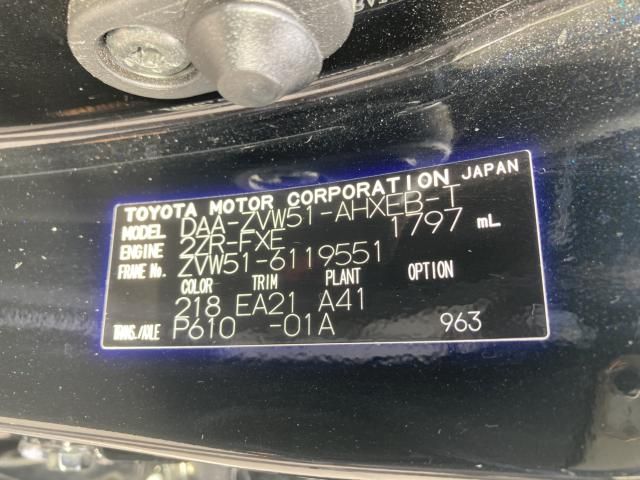 TOYOTA MOTOR CORPORATION JAPAN
MODEL DAA-ZVW51-AHXEB-T
ENGINE 2ZR-FXE 1797 mL
FRAME No. ZVW51-6119551
COLOR TRIM PLANT OPTION
218 EA21 A41
TRANS./AXLE P610 -01A 963